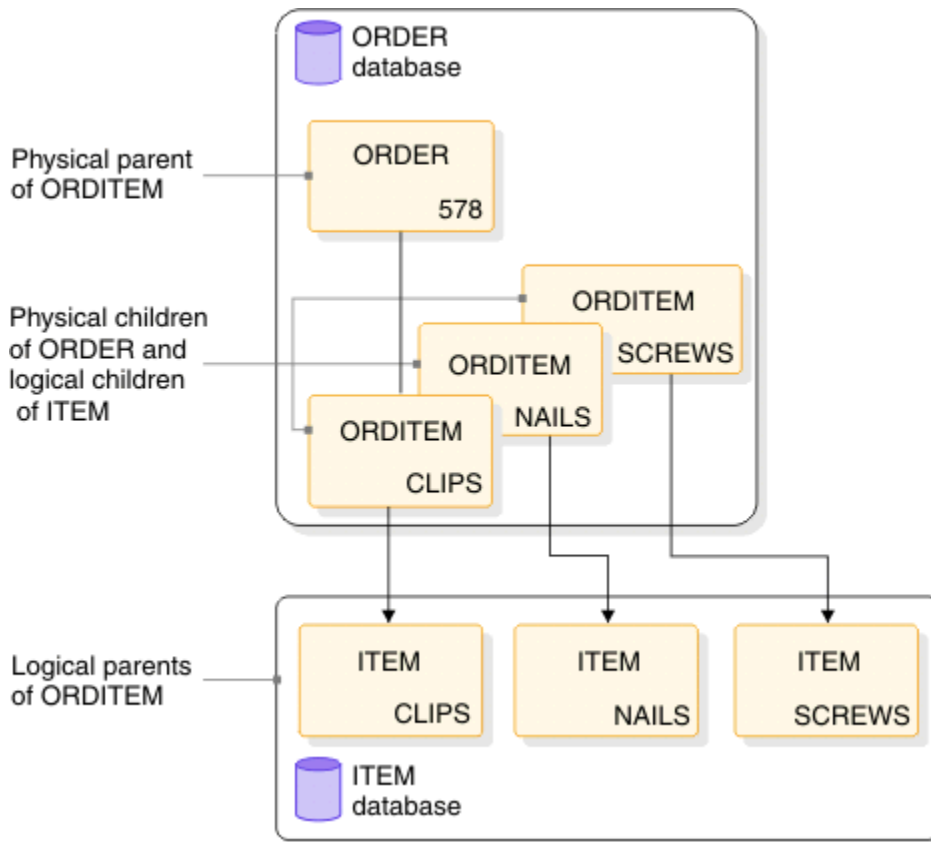 ORDER
database
Physical parent
of ORDITEM
ORDER
578
Physical children
of ORDER and
logical children
of ITEM
ORDITEM
SCREWS
ORDITEM
NAILS
ORDITEM
CLIPS
Logical parents
of ORDITEM
ITEM
CLIPS
ITEM
NAILS
ITEM
SCREWS
ITEM
database